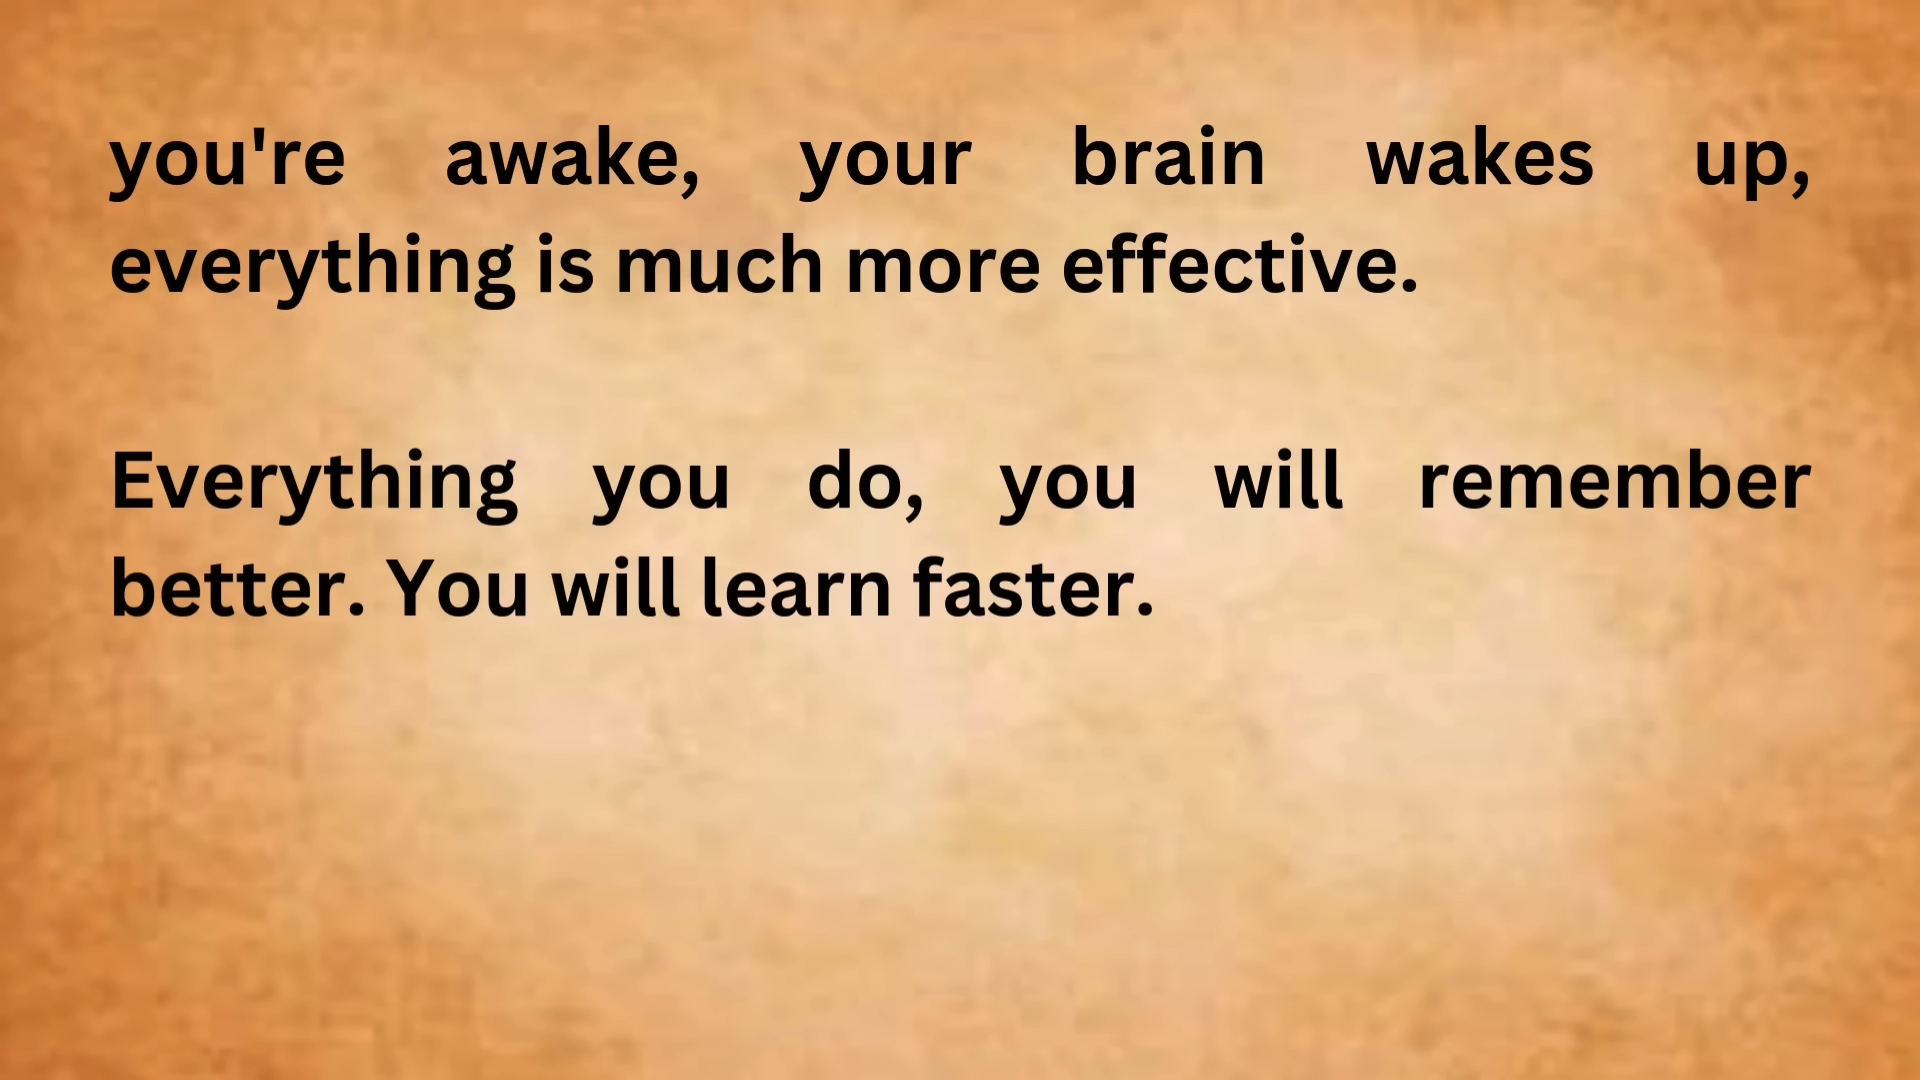 you're awake, your brain wakes up,
everything is much more effective.
Everything you do, you will remember
better. You will learn faster.